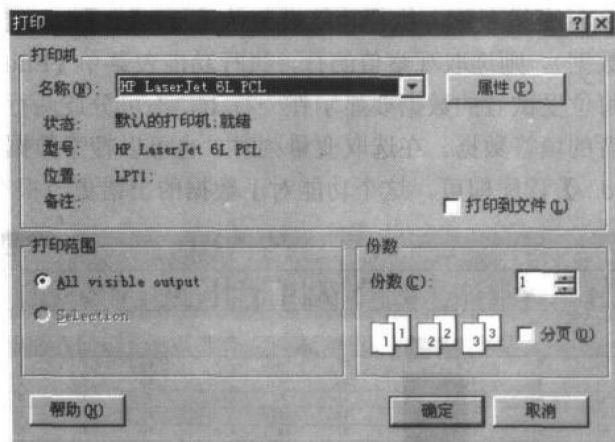 打印
打印机
名称(N): HP LaserJet 6L PCL 属性(P)
状态: 默认的打印机;就绪
型号: HP LaserJet 6L PCL
位置: LPT1:
备注: 打印到文件(L)
打印范围
All visible output
Selection
份数
份数(C): 1
1 1 2 2 3 3 分页(O)
帮助(H) 确定 取消